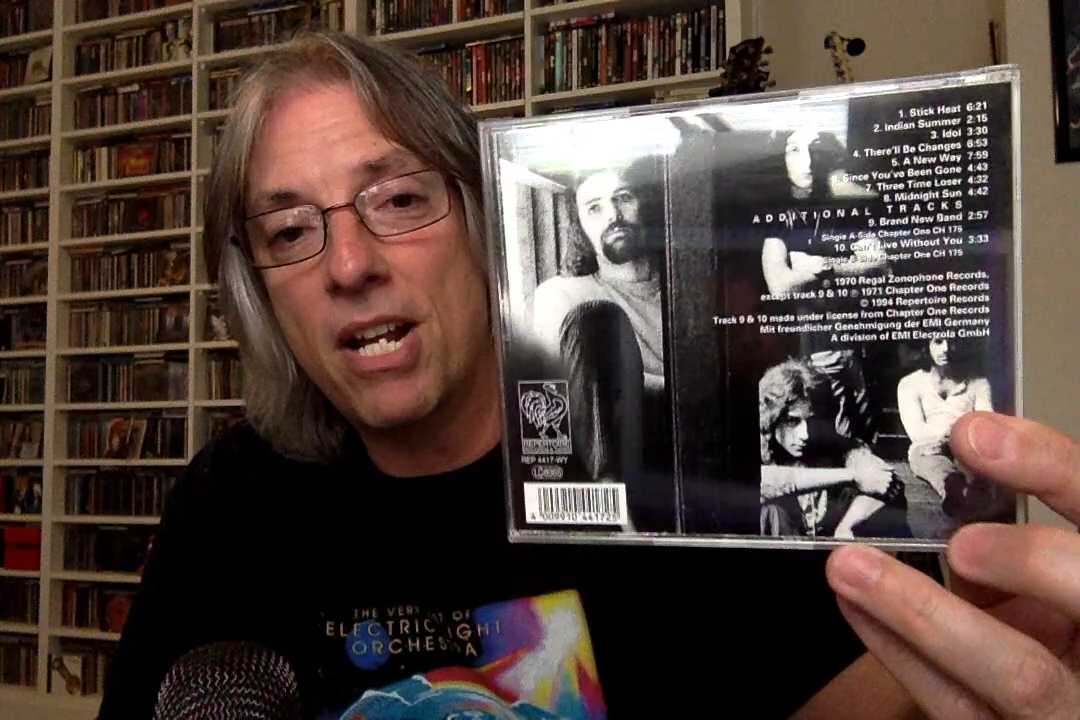 1. Stick Heat 6:21
2. Indian Summer 2:15
3. Idol 3:30
4. There'll Be Changes 6:53
5. A New Way 7:59
6. Since You've Been Gone 4:43
7. Three Time Loser 4:32
8. Midnight Sun 4:42
ADDITIONAL TRACKS
9. Brand New Band 2:57
Single A-Side Chapter One CH 175
10. Can't Live Without You 3:33
Single B-Side Chapter One CH 175
℗ 1970 Regal Zonophone Records,
except track 9 & 10 ℗ 1971 Chapter One Records
© 1994 Repertoire Records
Track 9 & 10 made under license from Chapter One Records
Mit freundlicher Genehmigung der EMI Germany
A division of EMI Electrola GmbH
REPERTOIRE
REP 4417-WY
4 009910 441725
THE VERY OF
ELECTRIC LIGHT
ORCHESTRA